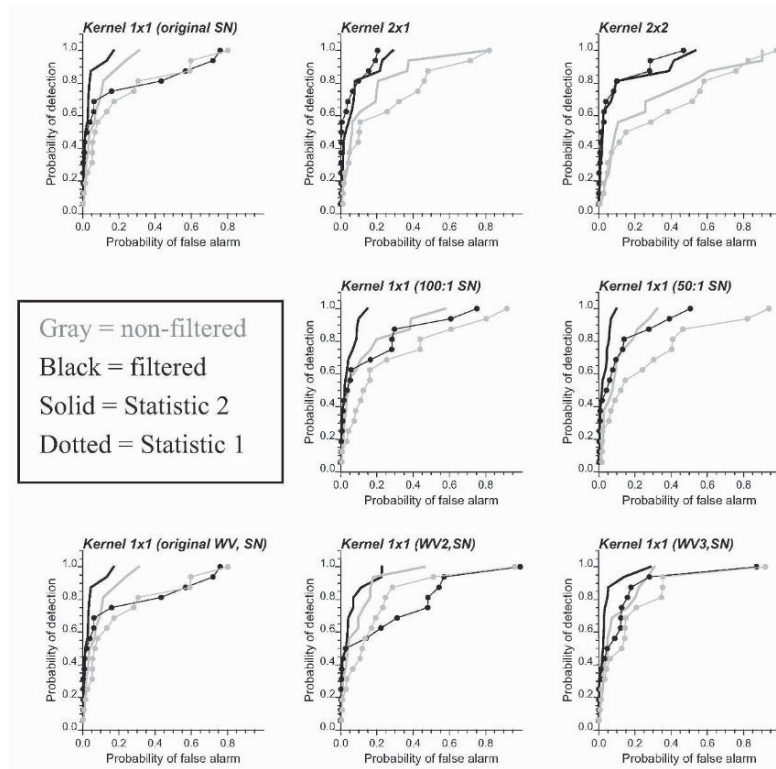 Kernel 1x1 (original SN)
Kernel 2x1
Kernel 2x2
Probability of detection
1.0
0.8
0.6
0.4
0.2
0.0
0.0 0.2 0.4 0.6 0.8 1.0
Probability of false alarm
Probability of detection
1.0
0.8
0.6
0.4
0.2
0.0
0.0 0.2 0.4 0.6 0.8 1.0
Probability of false alarm
Probability of detection
1.0
0.8
0.6
0.4
0.2
0.0
0.0 0.2 0.4 0.6 0.8
Probability of false alarm
Gray = non-filtered
Black = filtered
Solid = Statistic 2
Dotted = Statistic 1
Kernel 1x1 (100:1 SN)
Kernel 1x1 (50:1 SN)
Probability of detection
1.0
0.8
0.6
0.4
0.2
0.0
0.0 0.2 0.4 0.6 0.8 1.0
Probability of false alarm
Probability of detection
1.0
0.8
0.6
0.4
0.2
0.0
0.0 0.2 0.4 0.6 0.8
Probability of false alarm
Kernel 1x1 (original WV, SN)
Kernel 1x1 (WV2,SN)
Kernel 1x1 (WV3,SN)
Probability of detection
1.0
0.8
0.6
0.4
0.2
0.0
0.0 0.2 0.4 0.6 0.8 1.0
Probability of false alarm
Probability of detection
1.0
0.8
0.6
0.4
0.2
0.0
0.0 0.2 0.4 0.6 0.8 1.0
Probability of false alarm
Probability of detection
1.0
0.8
0.6
0.4
0.2
0.0
0.0 0.2 0.4 0.6 0.8
Probability of false alarm